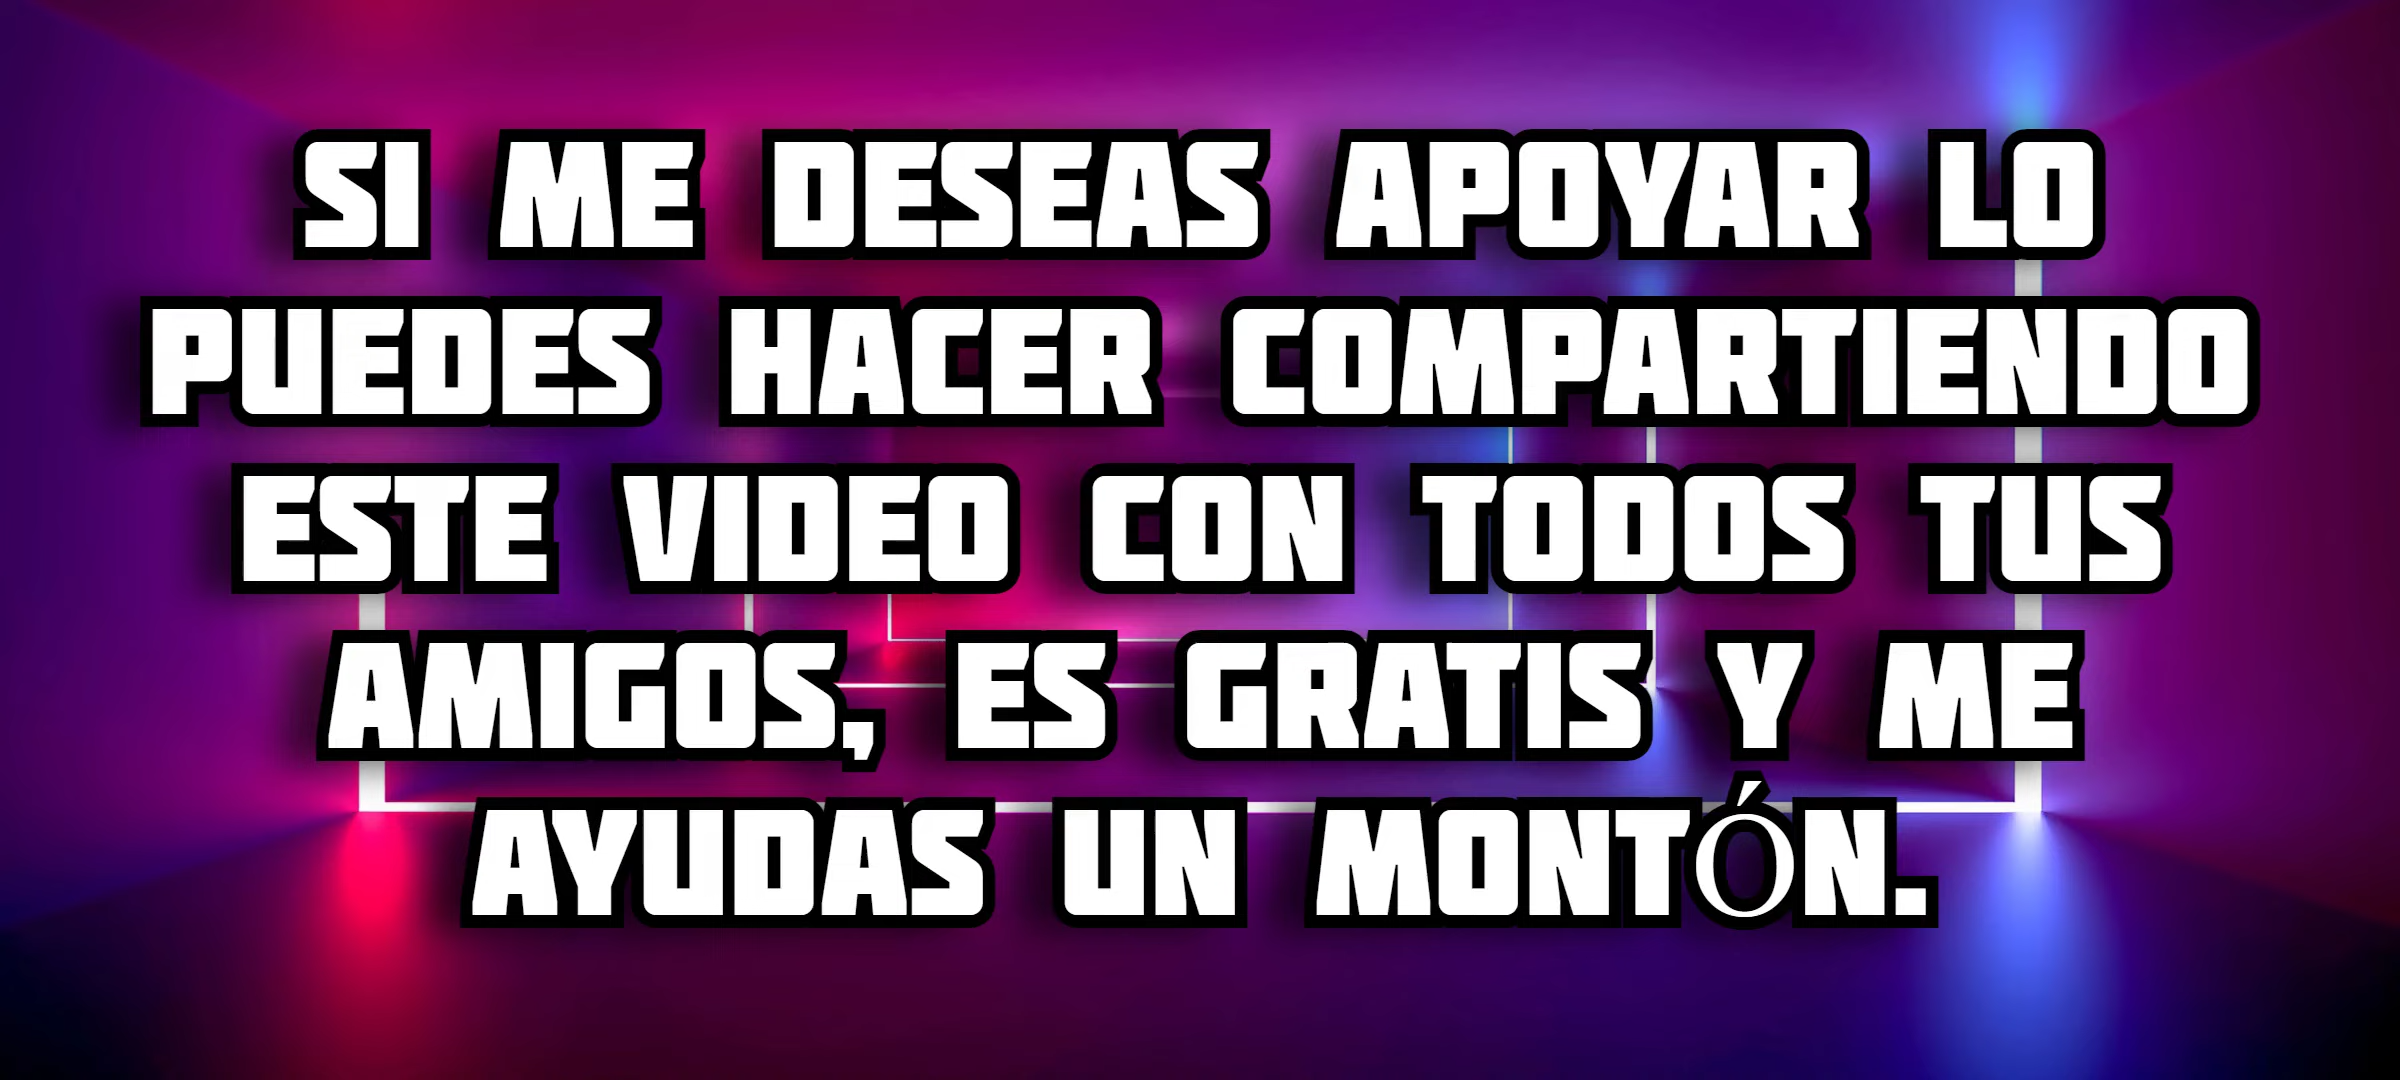 SI ME DESEAS APOYAR LO
PUEDES HACER COMPARTIENDO
ESTE VIDEO CON TODOS TUS
AMIGOS, ES GRATIS Y ME
AYUDAS UN MONTÓN.